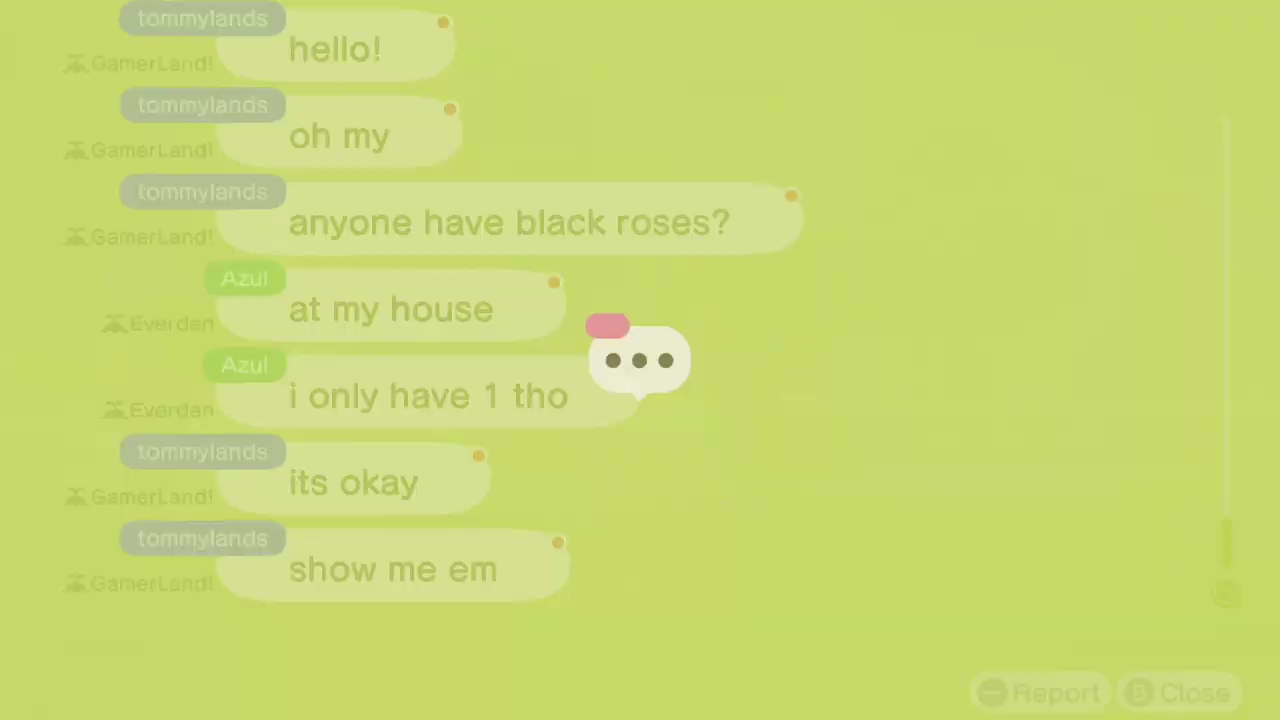 tommylands
hello!
GamerLand!
tommylands
oh my
GamerLand!
tommylands
anyone have black roses?
GamerLand!
Azul
at my house
Everden
Azul
i only have 1 tho
Everden
tommylands
its okay
GamerLand!
tommylands
show me em
GamerLand!
Report
Close